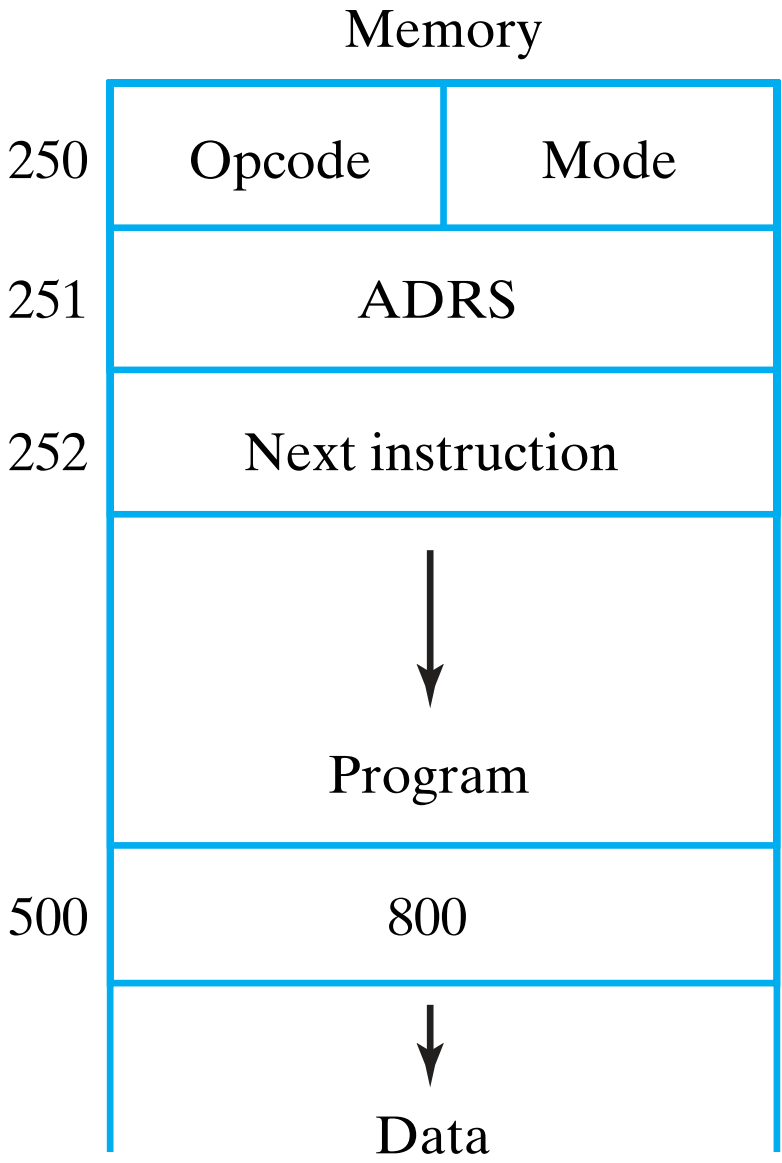 Memory
250 Opcode Mode
251 ADRS
252 Next instruction
Program
500 800
Data